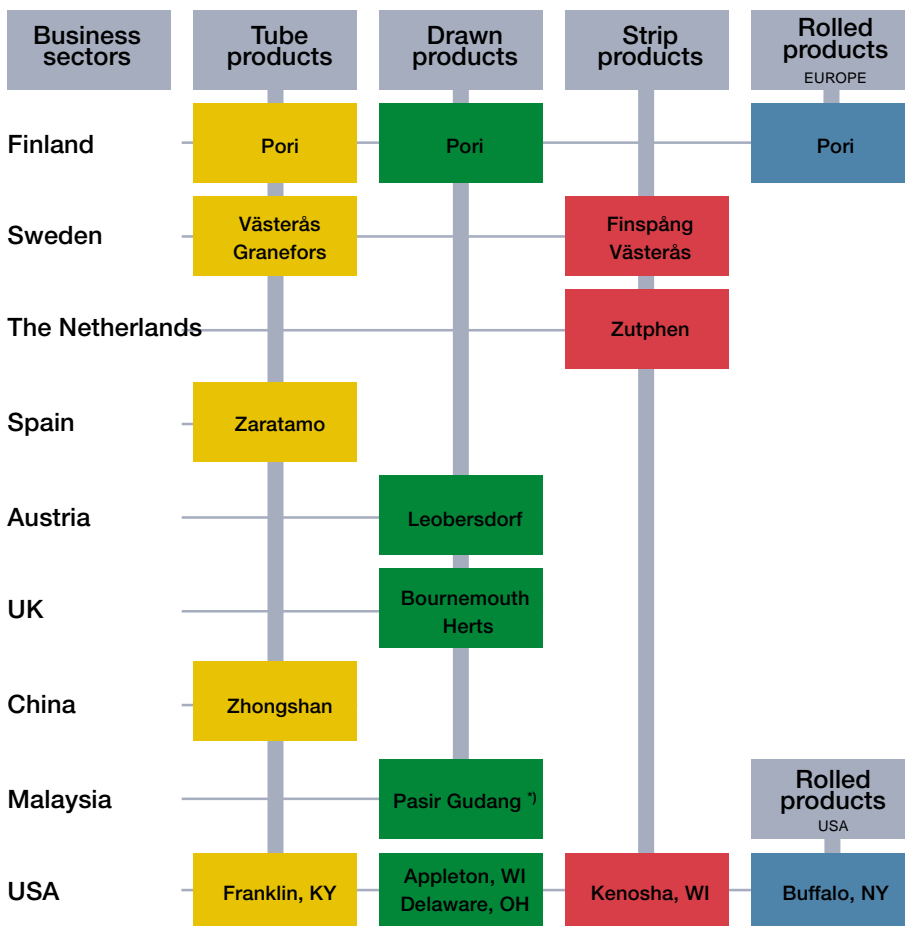 Business
sectors
Tube
products
Drawn
products
Strip
products
Rolled
products
EUROPE
Finland
Pori
Pori
Pori
Sweden
Västerås
Granefors
Finspång
Västerås
The Netherlands
Zutphen
Spain
Zaratamo
Austria
Leobersdorf
UK
Bournemouth
Herts
China
Zhongshan
Malaysia
Pasir Gudang *)
Rolled
products
USA
USA
Franklin, KY
Appleton, WI
Delaware, OH
Kenosha, WI
Buffalo, NY